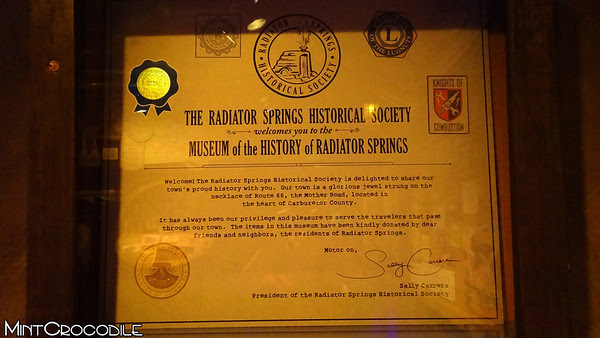 RADIATOR SPRINGS
HISTORICAL SOCIETY
L
OF THE LUGNUTS
KNIGHTS OF
COMBUSTION
THE RADIATOR SPRINGS HISTORICAL SOCIETY
welcomes you to the
MUSEUM of the HISTORY of RADIATOR SPRINGS
Welcome! The Radiator Springs Historical Society is delighted to share our
town's proud history with you. Our town is a glorious jewel strung on the
necklace of Route 66, the Mother Road, located in
the heart of Carburetor County.
It has always been our privilege and pleasure to serve the travelers that pass
through our town. The items in this museum have been kindly donated by dear
friends and neighbors, the residents of Radiator Springs.
Motor on,
Sally Carrera
Sally Carrera
President of the Radiator Springs Historical Society
MINTCROCODILE